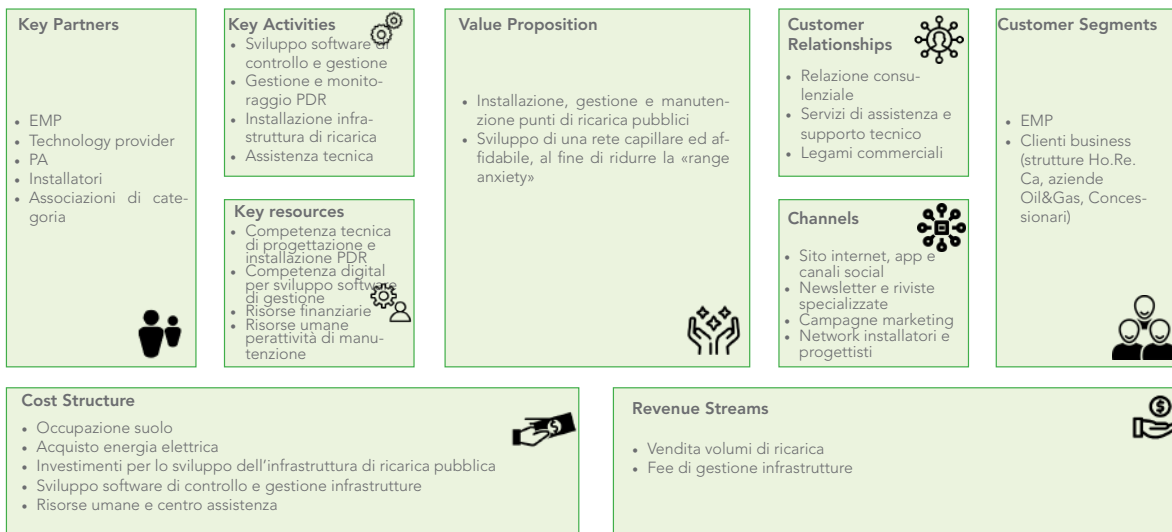 Key Partners
• EMP
• Technology provider
• PA
• Installatori
• Associazioni di cate-
goria
Key Activities
• Sviluppo software di
controllo e gestione
• Gestione e monito-
raggio PDR
• Installazione infra-
struttura di ricarica
• Assistenza tecnica
Key resources
• Competenza tecnica
di progettazione e
installazione PDR
• Competenza digital
per sviluppo software
di gestione
• Risorse finanziarie
• Risorse umane
perattività di manu-
tenzione
Value Proposition
• Installazione, gestione e manuten-
zione punti di ricarica pubblici
• Sviluppo di una rete capillare ed af-
fidabile, al fine di ridurre la «range
anxiety»
Customer
Relationships
• Relazione consu-
lenziale
• Servizi di assistenza e
supporto tecnico
• Legami commerciali
Channels
• Sito internet, app e
canali social
• Newsletter e riviste
specializzate
• Campagne marketing
• Network installatori e
progettisti
Customer Segments
• EMP
• Clienti business
(strutture Ho.Re.
Ca, aziende
Oil&Gas, Conces-
sionari)
Cost Structure
• Occupazione suolo
• Acquisto energia elettrica
• Investimenti per lo sviluppo dell'infrastruttura di ricarica pubblica
• Sviluppo software di controllo e gestione infrastrutture
• Risorse umane e centro assistenza
Revenue Streams
• Vendita volumi di ricarica
• Fee di gestione infrastrutture